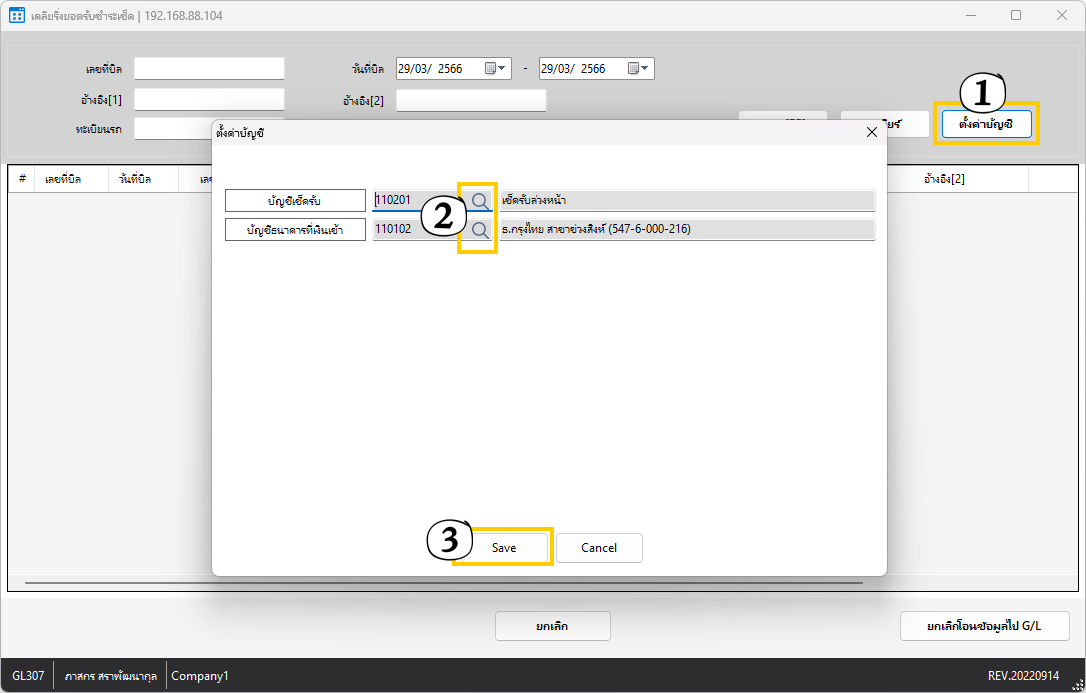 เคลียริ่งยอดรับชำระเช็ค | 192.168.88.104
เลขที่บิล
วันที่บิล 29/03/ 2566 - 29/03/ 2566
อ้างอิง[1]
อ้างอิง[2]
ทะเบียนรถ
1
ตั้งค่าบัญชี
ตั้งค่าบัญชี
# เลขที่บิล วันที่บิล เลข
อ้างอิง[2]
บัญชีเช็ครับ 110201 เช็ครับล่วงหน้า
2
บัญชีธนาคารที่เงินเข้า 110102 ธ.กรุงไทย สาขาช่วงสิงห์ (547-6-000-216)
3 Save Cancel
ยกเลิก ยกเลิกโอนข้อมูลไป G/L
GL307 ภาสกร สราพัฒนากุล Company1 REV.20220914